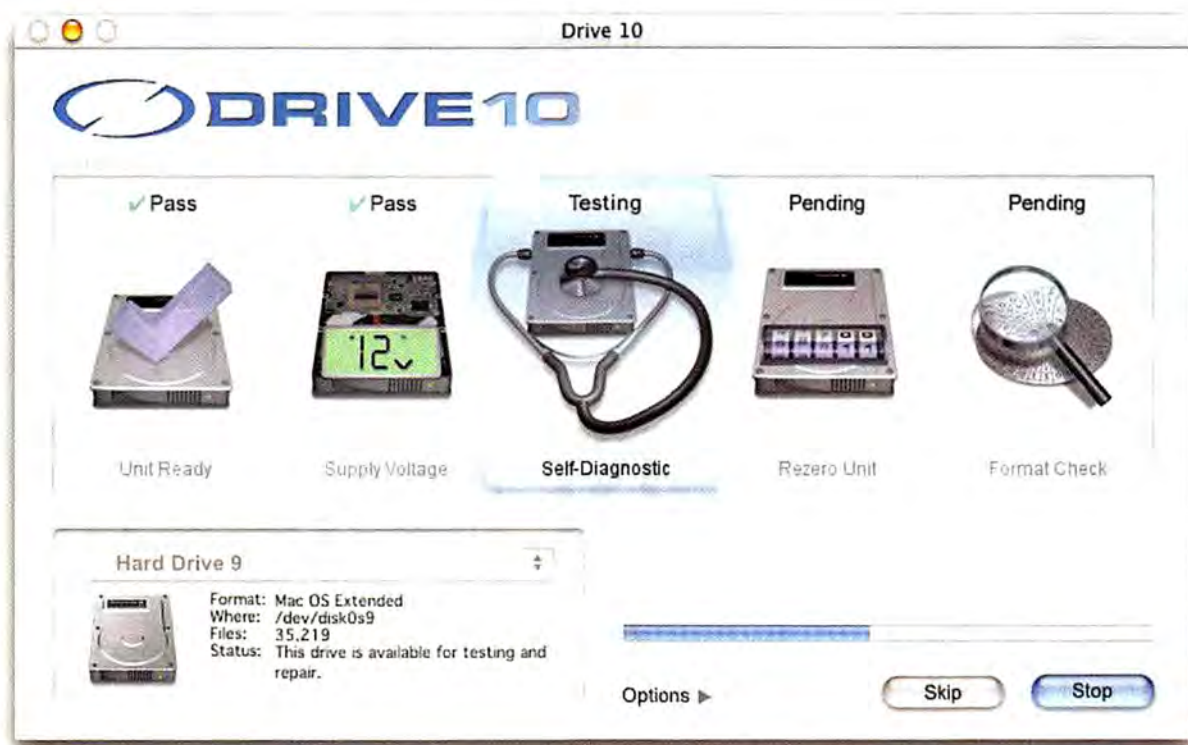 Drive 10
DRIVE10
Pass
Pass
Testing
Pending
Pending
12v
Unit Ready
Supply Voltage
Self-Diagnostic
Rezero Unit
Format Check
Hard Drive 9
Format: Mac OS Extended
Where: /dev/disk0s9
Files: 35,219
Status: This drive is available for testing and
repair.
Options
Skip
Stop